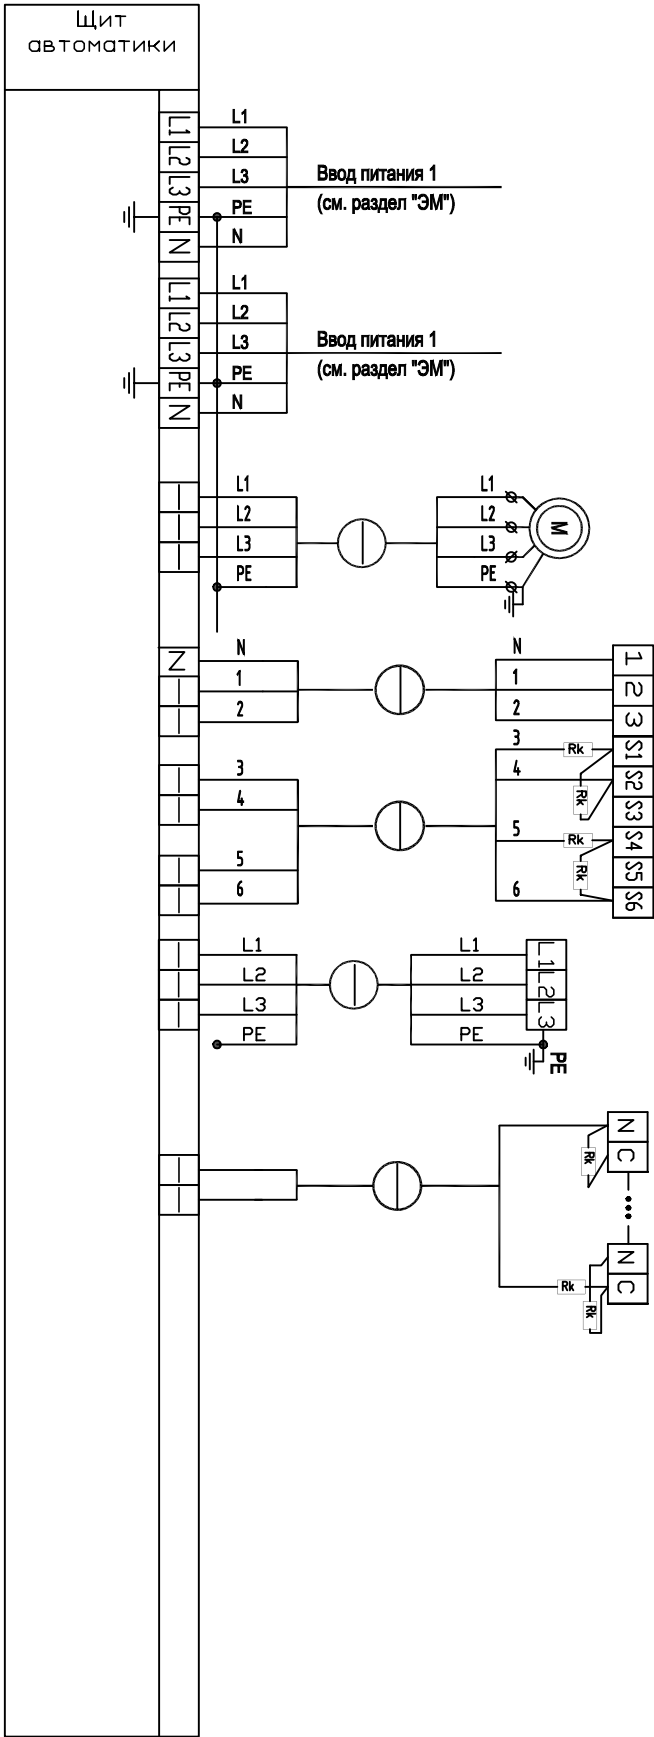 Щит
автоматики
L1
L1
L2
L2
Ввод питания 1
L3
L3
(см. раздел "ЭМ")
PE
PE
N
N
L1
L1
L2
L2
Ввод питания 1
L3
L3
(см. раздел "ЭМ")
PE
PE
N
N
L1
L1
L2
L2
M
L3
L3
PE
PE
N
N
N
1
1
1
2
2
2
3
3
Rk
S1
3
4
S2
4
Rk
S3
5
Rk
S4
5
Rk
S5
6
6
S6
L1
L1
L1
L2
L2
L2
L3
L3
L3
PE
PE
PE
N
Rk
C
N
Rk
C
Rk